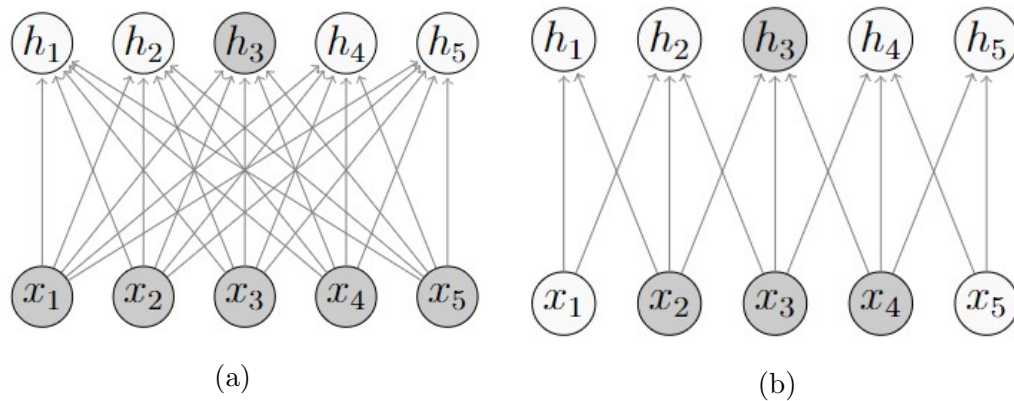 h₁ h₂ h₃ h₄ h₅ h₁ h₂ h₃ h₄ h₅
x₁ x₂ x₃ x₄ x₅ x₁ x₂ x₃ x₄ x₅
(a) (b)